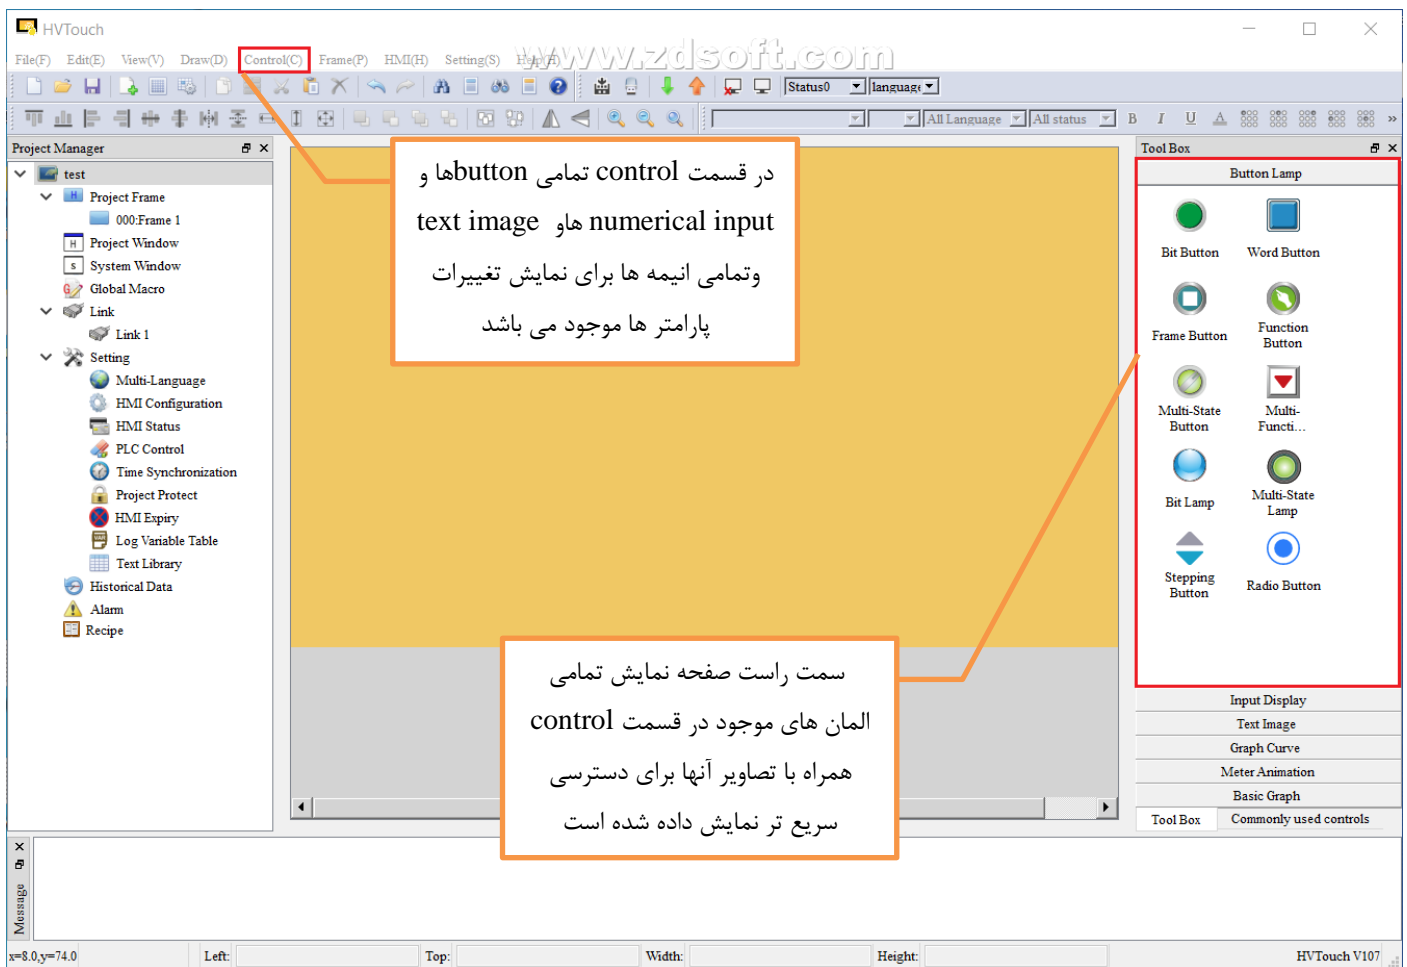 HVTouch
www.zdsoft.com
File(F) Edit(E) View(V) Draw(D) Control(C) Frame(P) HMI(H) Setting(S) Help(H)
Status0 language
All Language All status B I U A »
Project Manager
test
Project Frame
000:Frame 1
Project Window
System Window
Global Macro
Link
Link 1
Setting
Multi-Language
HMI Configuration
HMI Status
PLC Control
Time Synchronization
Project Protect
HMI Expiry
Log Variable Table
Text Library
Historical Data
Alarm
Recipe
در قسمت control تمامی buttonها و
numerical input هاو text image
وتمامی انیمه ها برای نمایش تغییرات
پارامتر ها موجود می باشد
سمت راست صفحه نمایش تمامی
المان های موجود در قسمت control
همراه با تصاویر آنها برای دسترسی
سریع تر نمایش داده شده است
Tool Box
Button Lamp
Bit Button Word Button
Frame Button Function
Button
Multi-State Multi-
Button Functi...
Bit Lamp Multi-State
Lamp
Stepping Radio Button
Button
Input Display
Text Image
Graph Curve
Meter Animation
Basic Graph
Tool Box Commonly used controls
Message
x=8.0,y=74.0 Left: Top: Width: Height: HVTouch V107